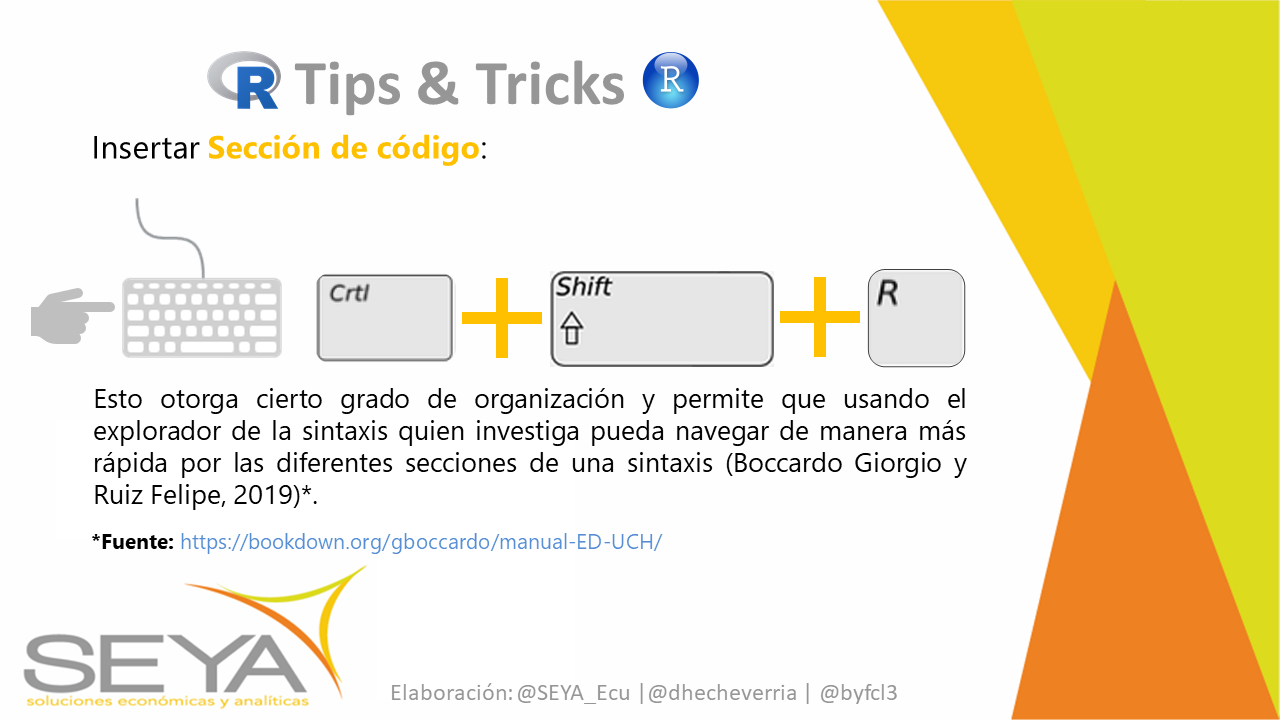 R Tips & Tricks R
Insertar Sección de código:
Crtl
Shift
R
Esto otorga cierto grado de organización y permite que usando el
explorador de la sintaxis quien investiga pueda navegar de manera más
rápida por las diferentes secciones de una sintaxis (Boccardo Giorgio y
Ruiz Felipe, 2019)*.
*Fuente: https://bookdown.org/gboccardo/manual-ED-UCH/
SEYA
soluciones económicas y analíticas
Elaboración: @SEYA_Ecu |@dhecheverria | @byfcl3